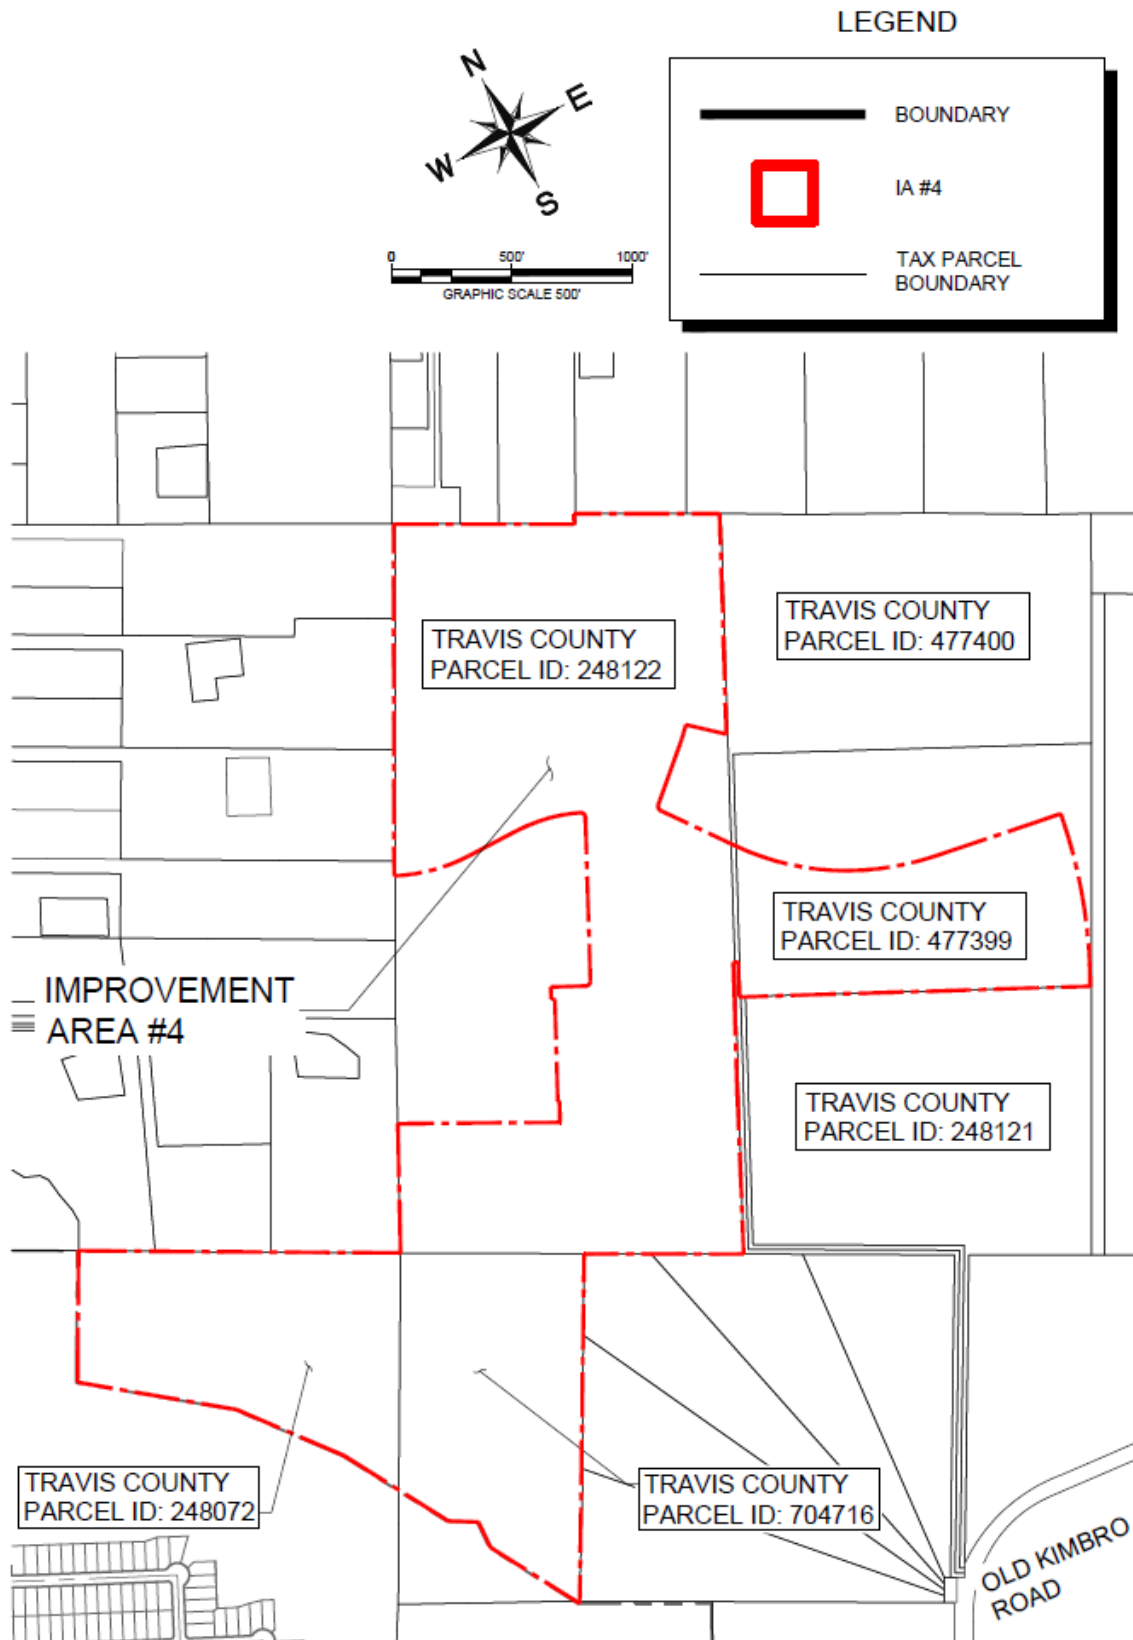 LEGEND
N
E
W
S
BOUNDARY
IA #4
TAX PARCEL
BOUNDARY
0 500' 1000'
GRAPHIC SCALE 500'
TRAVIS COUNTY
PARCEL ID: 477400
TRAVIS COUNTY
PARCEL ID: 248122
TRAVIS COUNTY
PARCEL ID: 477399
IMPROVEMENT
AREA #4
TRAVIS COUNTY
PARCEL ID: 248121
TRAVIS COUNTY
PARCEL ID: 248072
TRAVIS COUNTY
PARCEL ID: 704716
OLD KIMBRO
ROAD